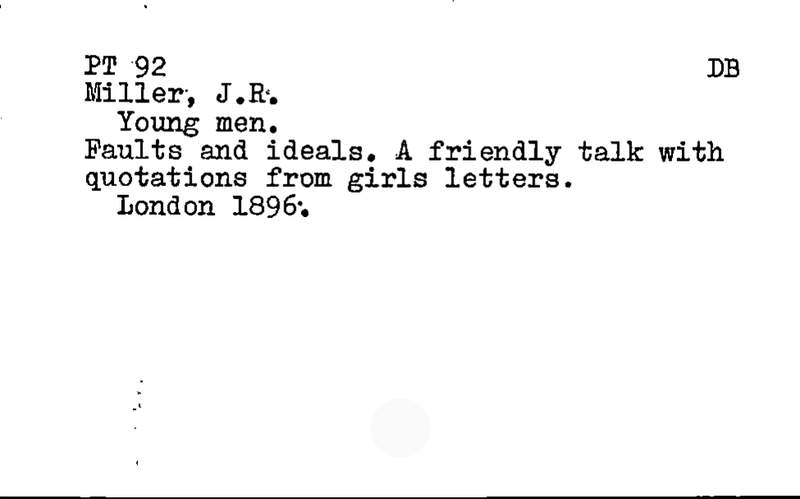 PT 92 DB
Miller, J.R.
Young men.
Faults and ideals. A friendly talk with
quotations from girls letters.
London 1896.